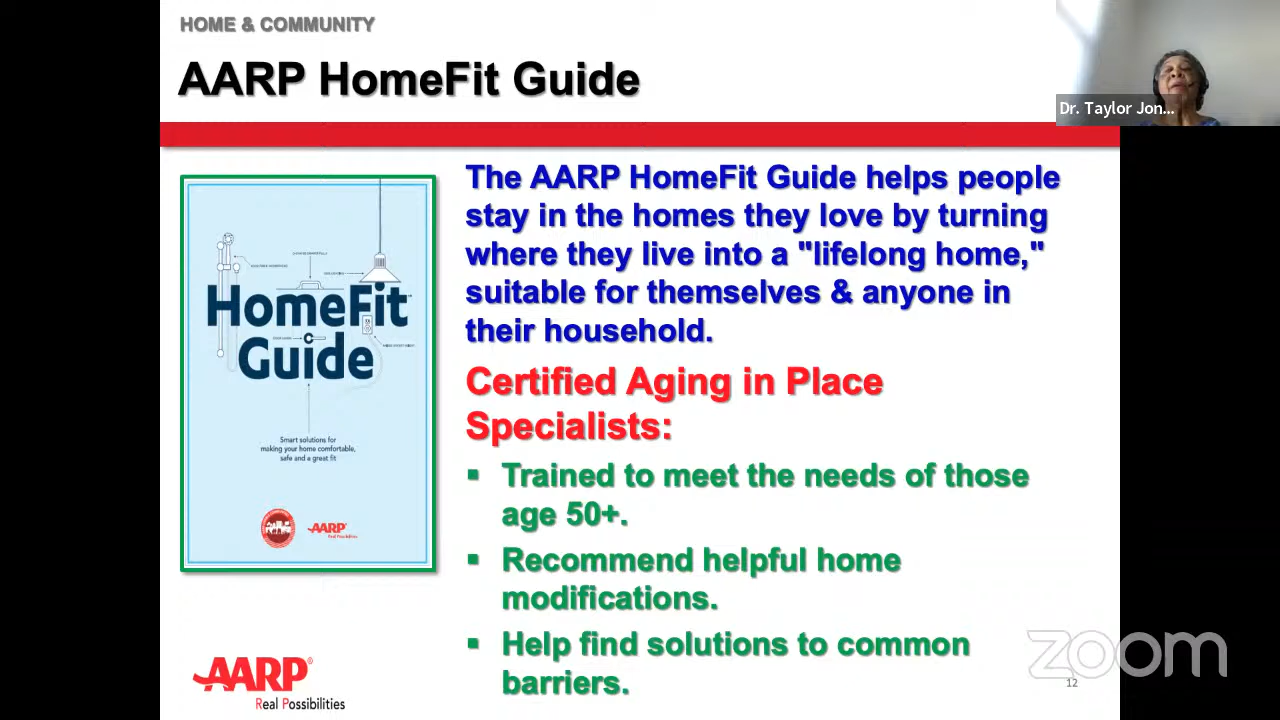 HOME & COMMUNITY
AARP HomeFit Guide
Dr. Taylor Jon...
The AARP HomeFit Guide helps people
stay in the homes they love by turning
where they live into a "lifelong home,"
suitable for themselves & anyone in
their household.
Certified Aging in Place
Specialists:
▪ Trained to meet the needs of those
age 50+.
▪ Recommend helpful home
modifications.
▪ Help find solutions to common
barriers.
HomeFit
Guide
Smart solutions for
making your home comfortable,
safe and a great fit
AARP
Real Possibilities
AARP®
Real Possibilities
zoom
12